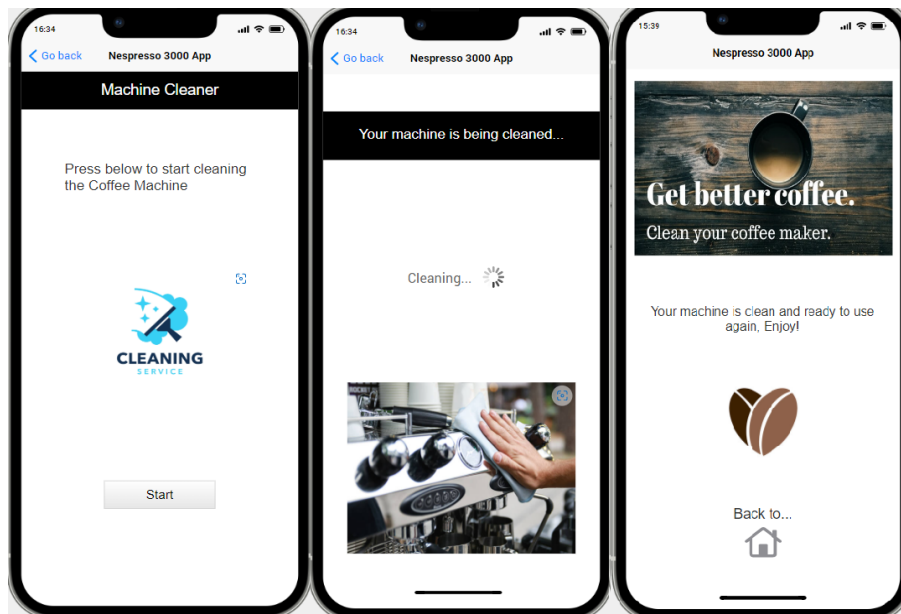 16:34
Go back Nespresso 3000 App
Machine Cleaner
Press below to start cleaning
the Coffee Machine
CLEANING
SERVICE
Start
16:34
Go back Nespresso 3000 App
Your machine is being cleaned...
Cleaning...
15:39
Nespresso 3000 App
Get better coffee.
Clean your coffee maker.
Your machine is clean and ready to use
again, Enjoy!
Back to...